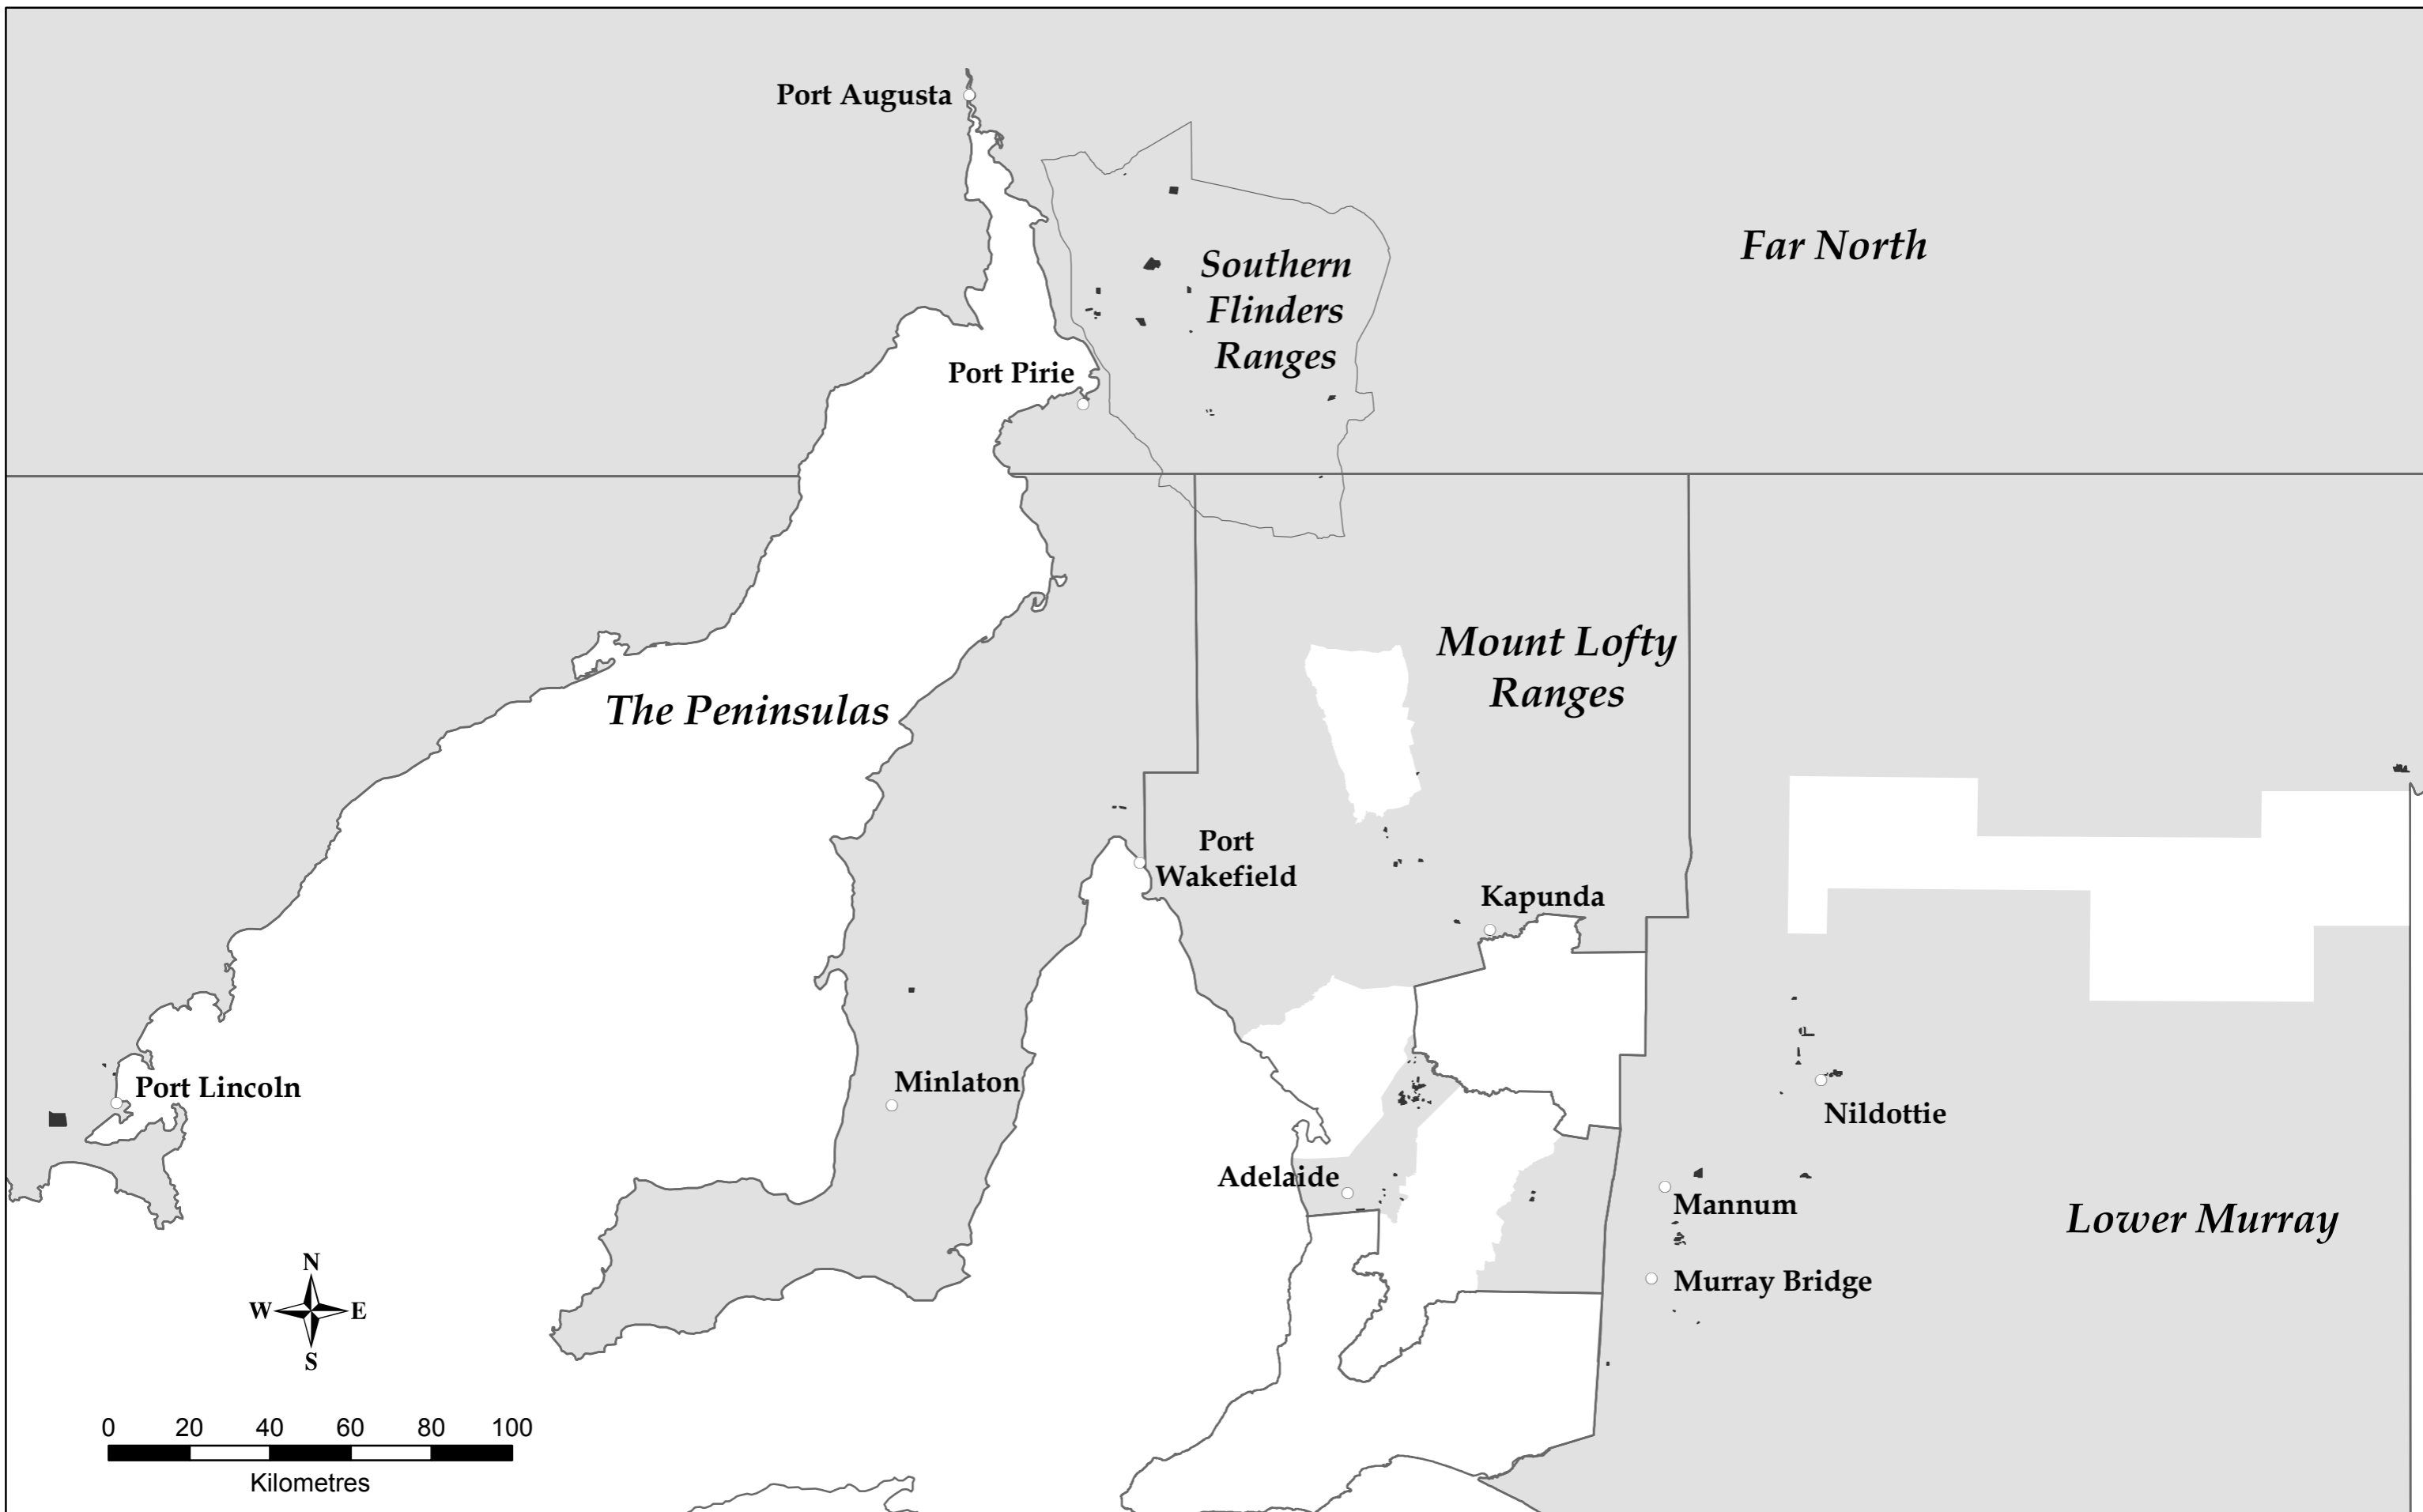 Port Augusta
Far North
Southern
Flinders
Ranges
Port Pirie
Mount Lofty
Ranges
The Peninsulas
Port
Wakefield
Kapunda
Minlaton
Port Lincoln
Nildottie
Adelaide
Mannum
Lower Murray
Murray Bridge
N
W E
S
0 20 40 60 80 100
Kilometres